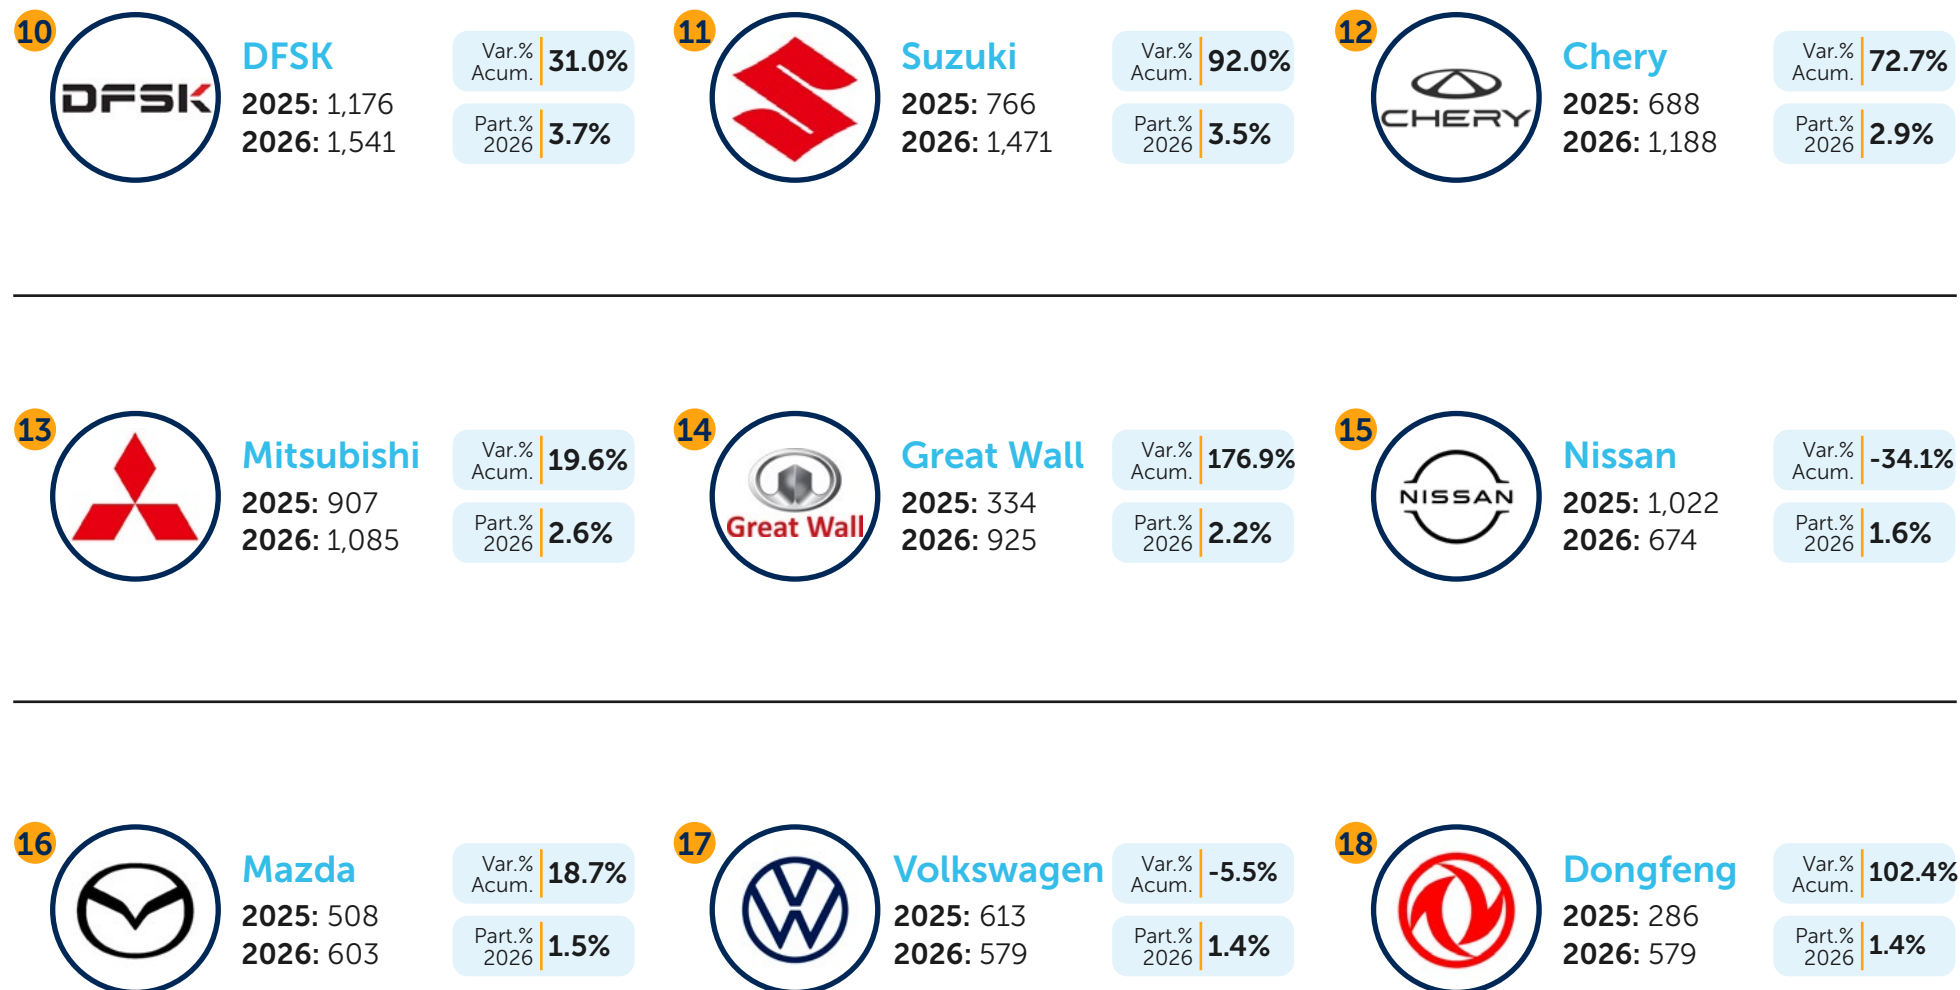 10
DFSK
DFSK
2025: 1,176
2026: 1,541
Var.%
Acum.
31.0%
Part.%
2026
3.7%
11
Suzuki
2025: 766
2026: 1,471
Var.%
Acum.
92.0%
Part.%
2026
3.5%
12
CHERY
Chery
2025: 688
2026: 1,188
Var.%
Acum.
72.7%
Part.%
2026
2.9%
13
Mitsubishi
2025: 907
2026: 1,085
Var.%
Acum.
19.6%
Part.%
2026
2.6%
14
Great Wall
Great Wall
2025: 334
2026: 925
Var.%
Acum.
176.9%
Part.%
2026
2.2%
15
NISSAN
Nissan
2025: 1,022
2026: 674
Var.%
Acum.
-34.1%
Part.%
2026
1.6%
16
Mazda
2025: 508
2026: 603
Var.%
Acum.
18.7%
Part.%
2026
1.5%
17
Volkswagen
2025: 613
2026: 579
Var.%
Acum.
-5.5%
Part.%
2026
1.4%
18
Dongfeng
2025: 286
2026: 579
Var.%
Acum.
102.4%
Part.%
2026
1.4%